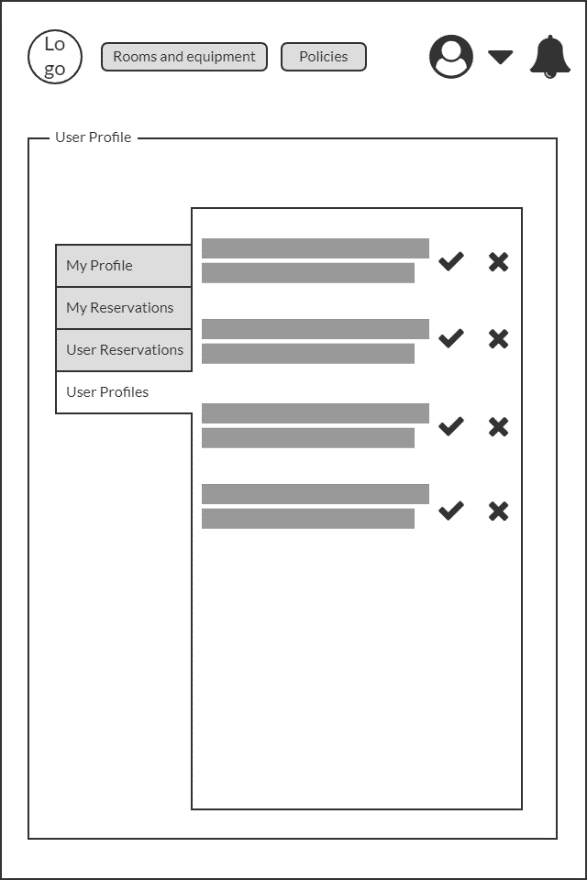 Lo
go
Rooms and equipment
Policies
User Profile
My Profile
My Reservations
User Reservations
User Profiles